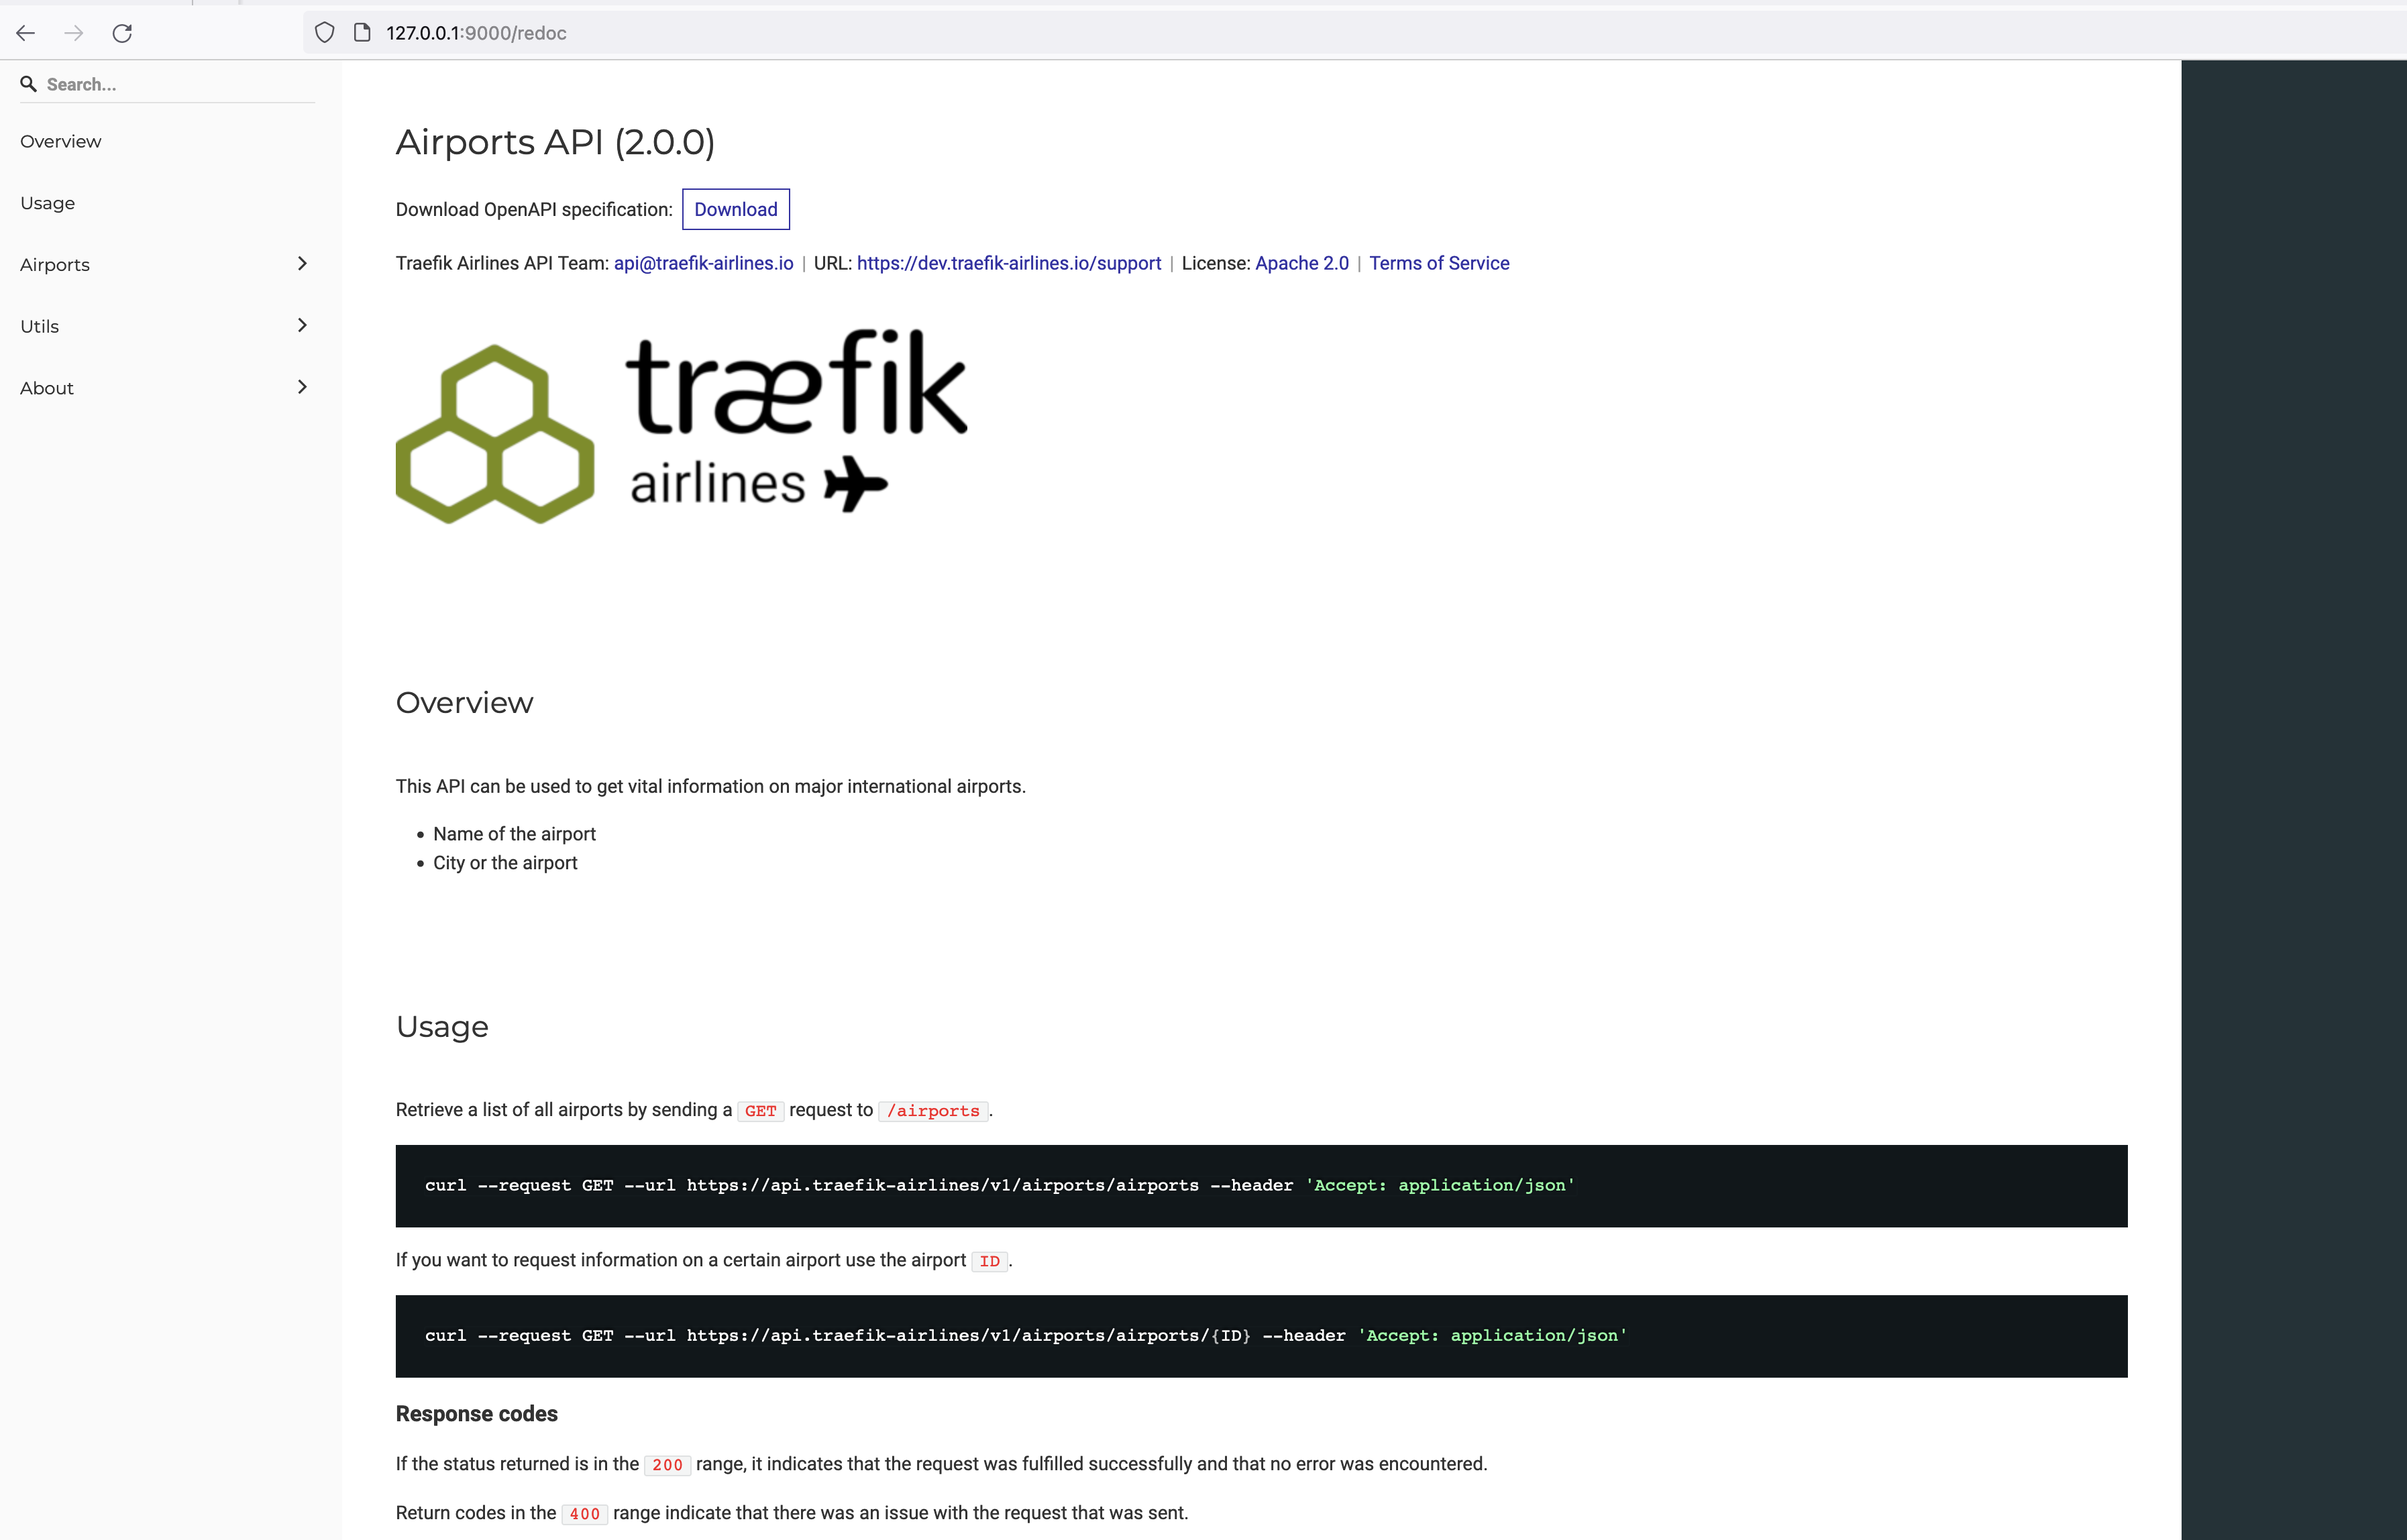 127.0.0.1:9000/redoc
Search...
Overview
Usage
Airports
Utils
About
Airports API (2.0.0)
Download OpenAPI specification: Download
Traefik Airlines API Team: api@traefik-airlines.io | URL: https://dev.traefik-airlines.io/support | License: Apache 2.0 | Terms of Service
træfik
airlines
Overview
This API can be used to get vital information on major international airports.
• Name of the airport
• City or the airport
Usage
Retrieve a list of all airports by sending a GET request to /airports.
curl --request GET --url https://api.traefik-airlines/v1/airports/airports --header 'Accept: application/json'
If you want to request information on a certain airport use the airport ID.
curl --request GET --url https://api.traefik-airlines/v1/airports/airports/{ID} --header 'Accept: application/json'
Response codes
If the status returned is in the 200 range, it indicates that the request was fulfilled successfully and that no error was encountered.
Return codes in the 400 range indicate that there was an issue with the request that was sent.